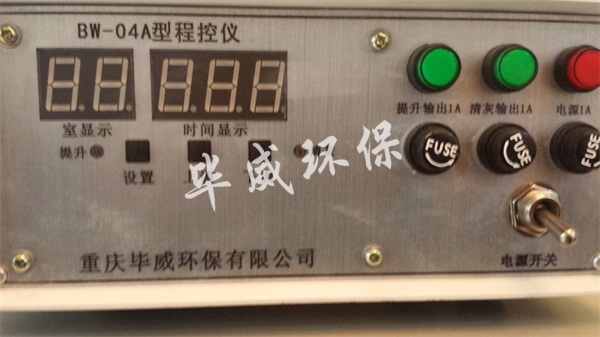 BW-04A型程控仪
室显示
时间显示
提升输出1A
清灰输出1A
电源1A
提升
设置
上
FUSE
FUSE
FUSE
毕威环保
重庆毕威环保有限公司
电源开关